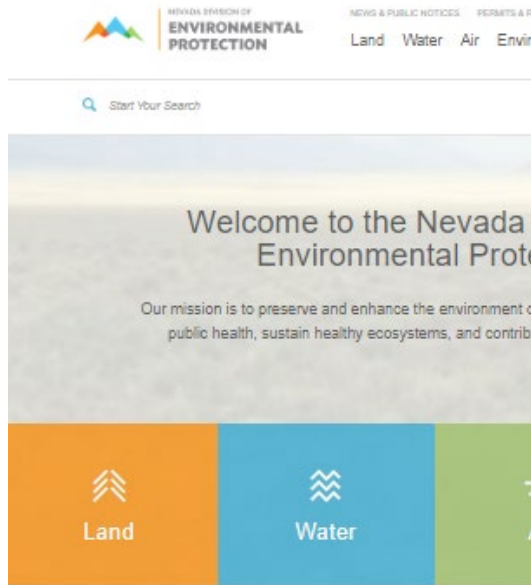 NEVADA DIVISION OF
ENVIRONMENTAL
PROTECTION
NEWS & PUBLIC NOTICES PERMITS &
Land Water Air Envir
Start Your Search
Welcome to the Nevada
Environmental Prot
Our mission is to preserve and enhance the environment
public health, sustain healthy ecosystems, and contrib
Land
Water